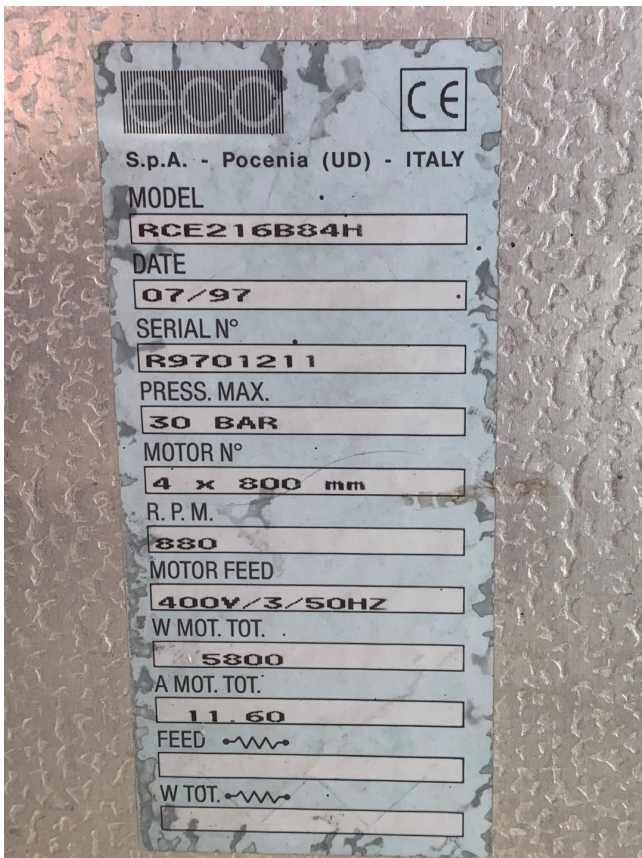 eco
CE
S.p.A. - Pocenia (UD) - ITALY
MODEL
RCE216B84H
DATE
07/97
SERIAL N°
R9701211
PRESS. MAX.
30 BAR
MOTOR N°
4 x 800 mm
R. P. M.
880
MOTOR FEED
400V/3/50HZ
W MOT. TOT.
5800
A MOT. TOT.
11.60
FEED
W TOT.